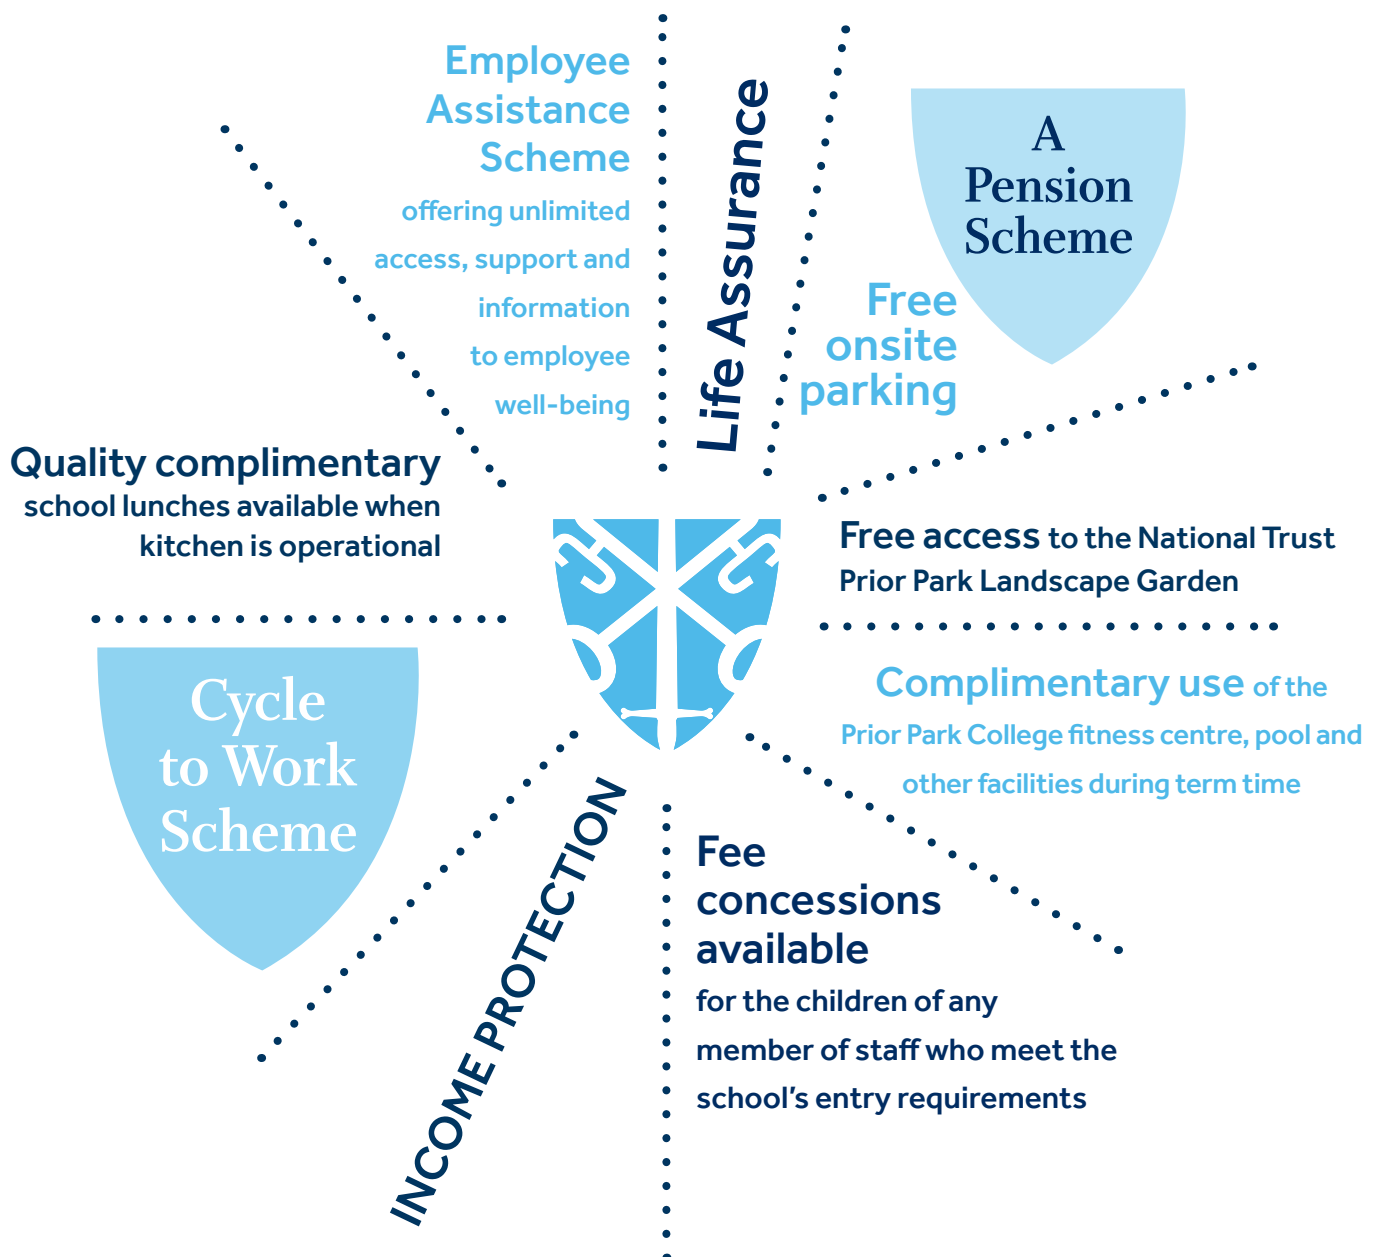 Employee
Assistance
Scheme
offering unlimited
access, support and
information
to employee
well-being
Life Assurance
A
Pension
Scheme
Free
onsite
parking
Quality complimentary
school lunches available when
kitchen is operational
Free access to the National Trust
Prior Park Landscape Garden
Cycle
to Work
Scheme
Complimentary use of the
Prior Park College fitness centre, pool and
other facilities during term time
INCOME PROTECTION
Fee
concessions
available
for the children of any
member of staff who meet the
school’s entry requirements